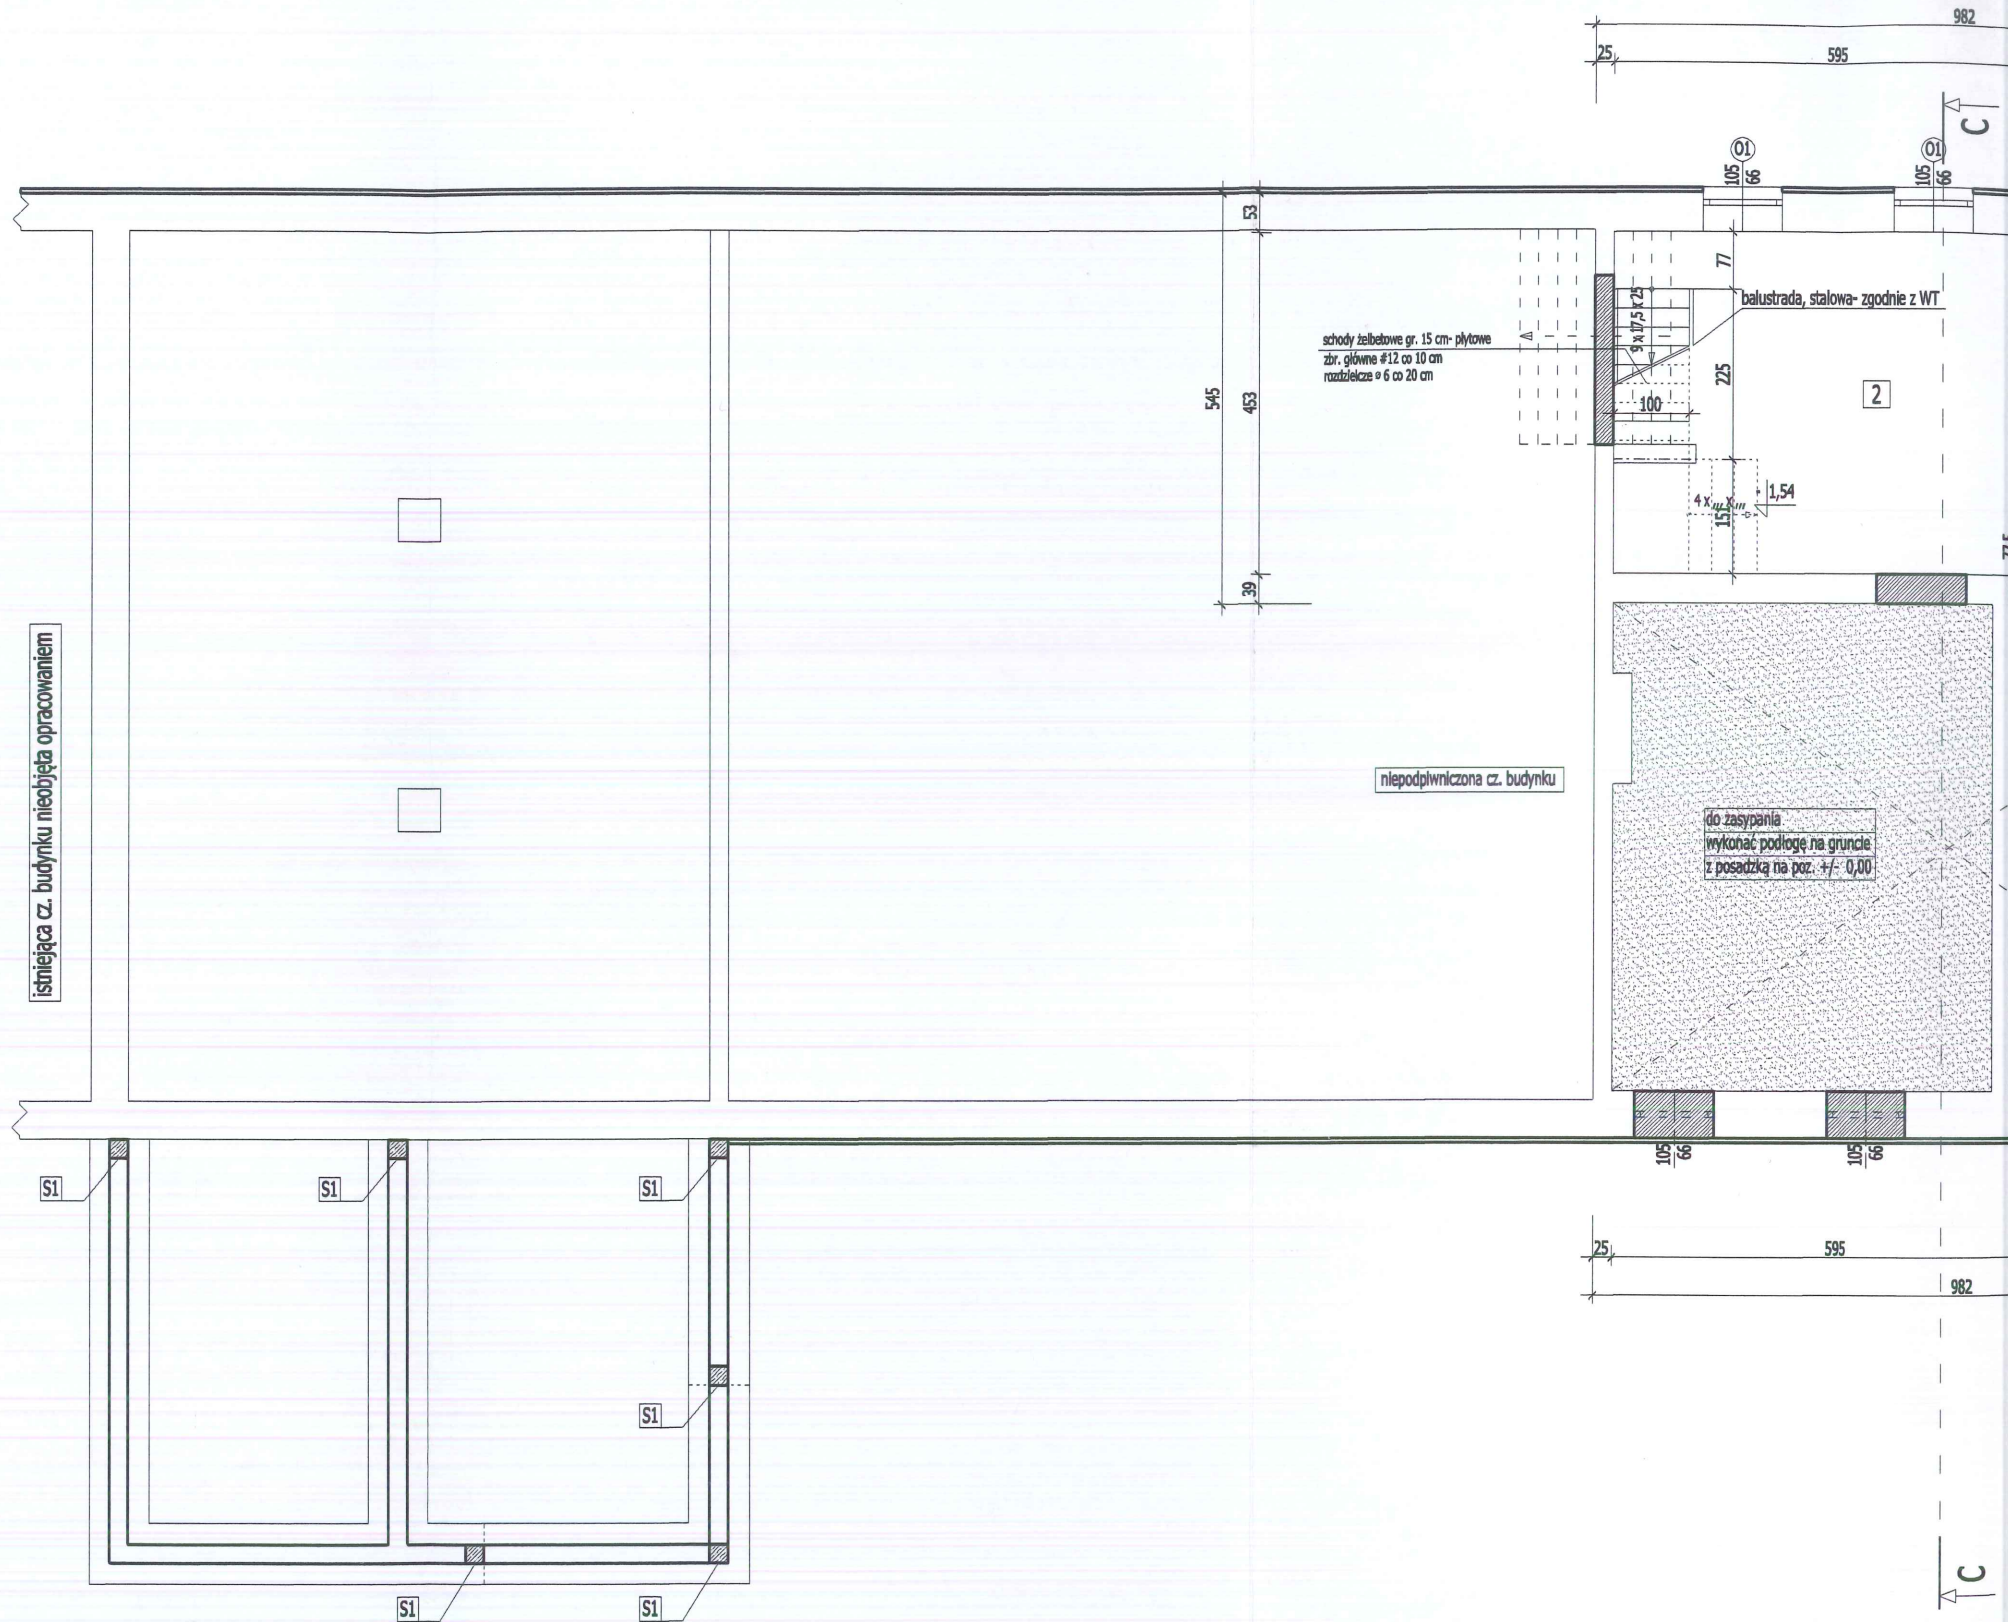 982
25
595
C
01
01
105
66
105
66
53
77
balustrada, stalowa- zgodnie z WT
9 x 17,5 x 25
schody żelbetowe gr. 15 cm- płytowe
zbr. główne #12 co 10 cm
rozdzielcze ø 6 co 20 cm
545
453
225
100
2
1,54
151
39
istniejąca cz. budynku nieobjęta opracowaniem
niepodpiwniczona cz. budynku
do zasypania
wykonać podłogę na gruncie
z posadzką na poz. +/- 0,00
105
66
105
66
S1
S1
S1
25
595
982
S1
C
S1
S1